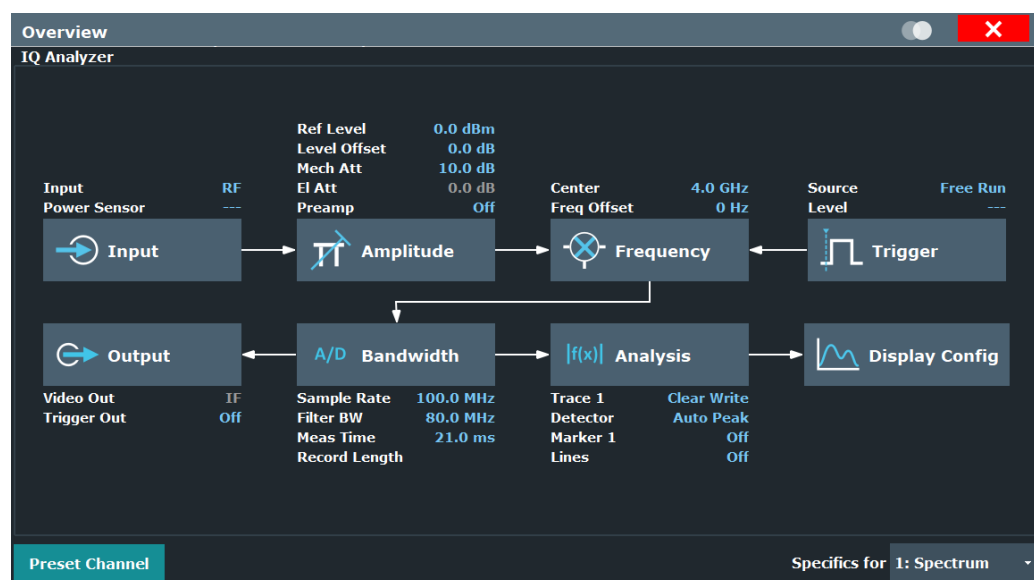 Overview
IQ Analyzer
Ref Level 0.0 dBm
Level Offset 0.0 dB
Mech Att 10.0 dB
Input RF El Att 0.0 dB Center 4.0 GHz Source Free Run
Power Sensor --- Preamp Off Freq Offset 0 Hz Level ---
Input Amplitude Frequency Trigger
Output A/D Bandwidth |f(x)| Analysis Display Config
Video Out IF Sample Rate 100.0 MHz Trace 1 Clear Write
Trigger Out Off Filter BW 80.0 MHz Detector Auto Peak
Meas Time 21.0 ms Marker 1 Off
Record Length Lines Off
Preset Channel Specifics for 1: Spectrum